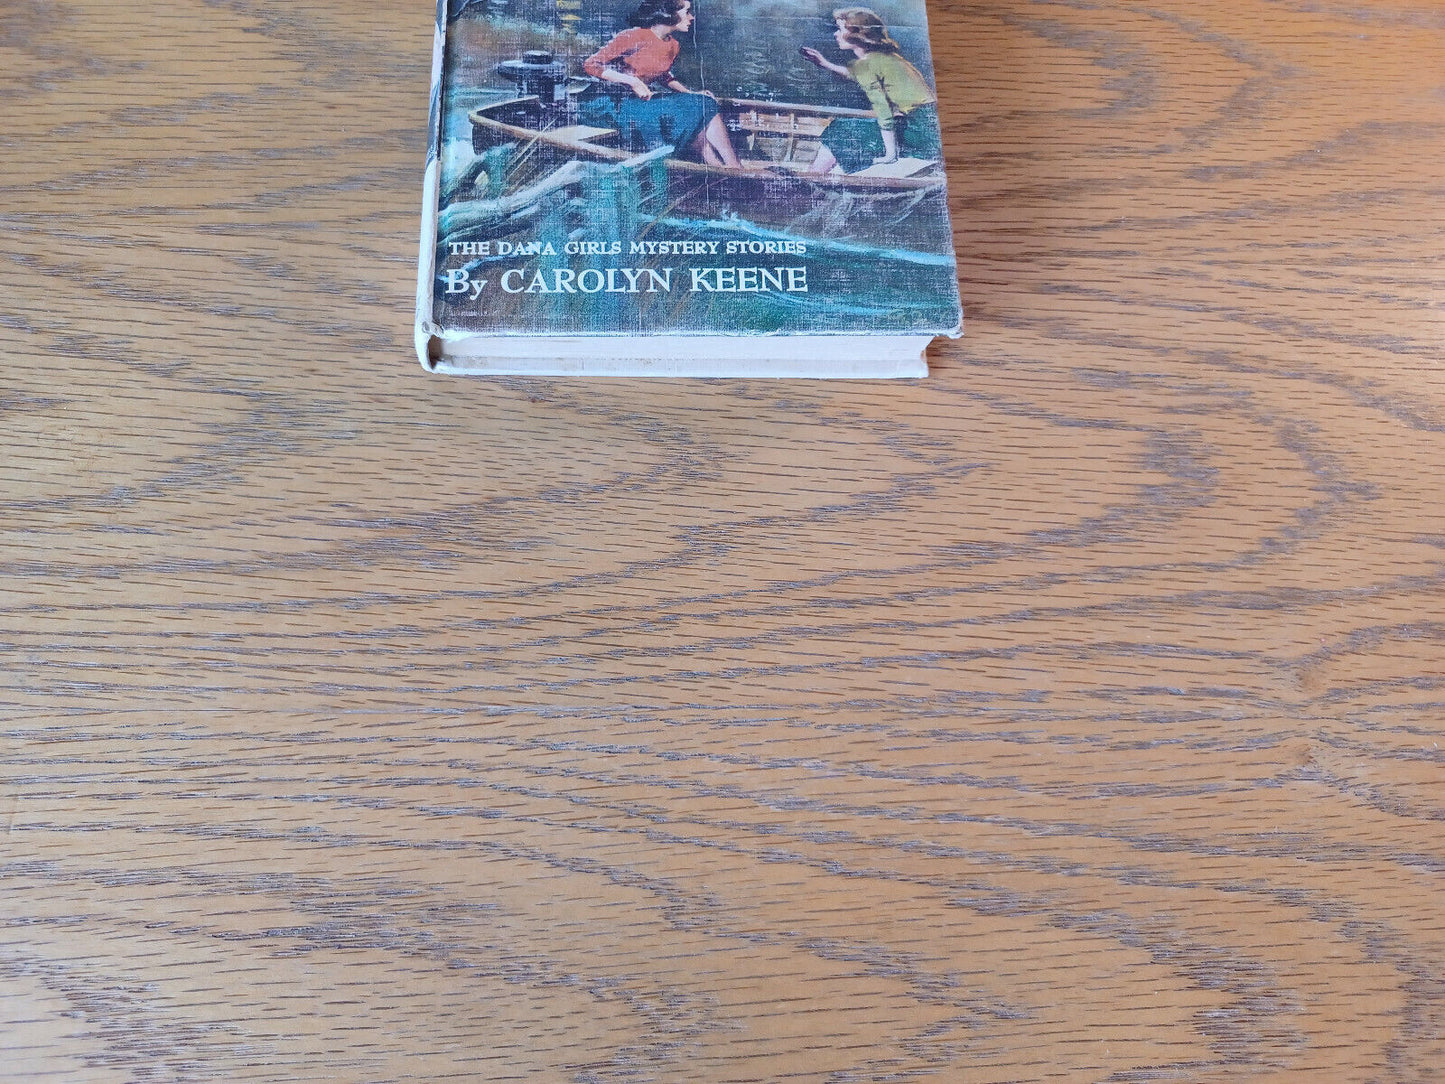 THE DANA GIRLS MYSTERY STORIES
By CAROLYN KEENE